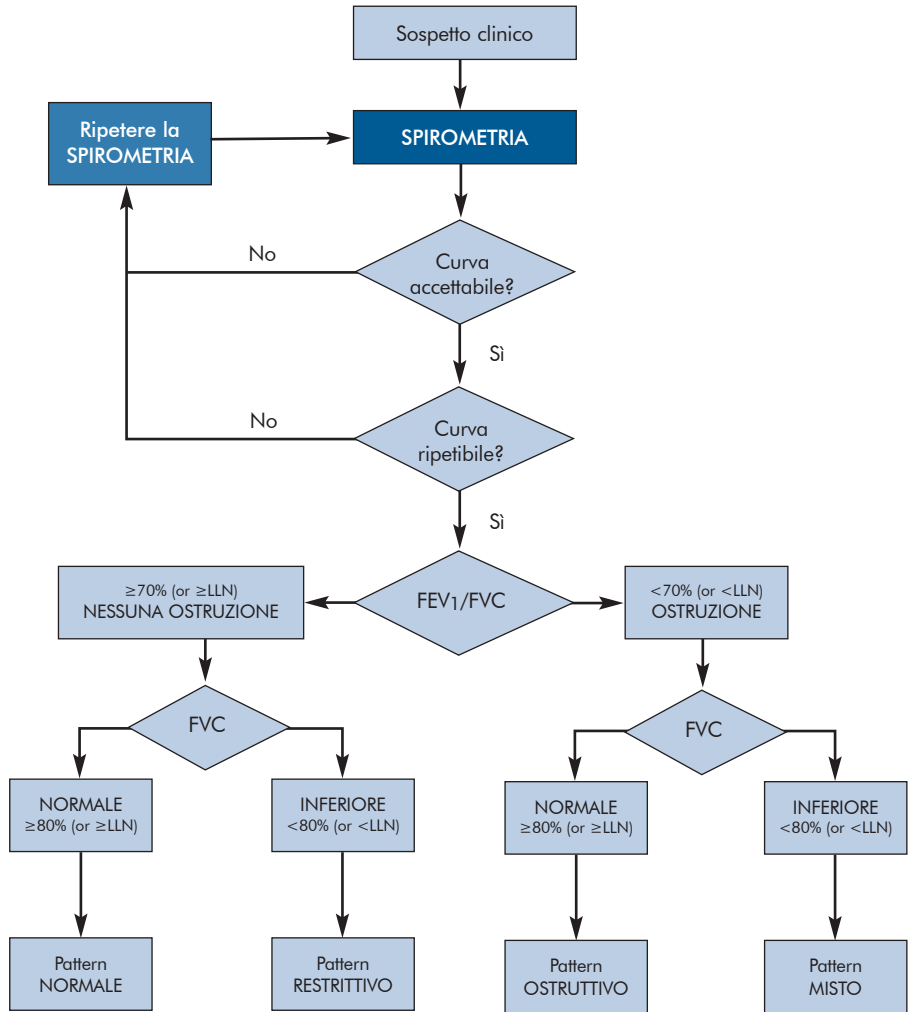 Sospetto clinico
Ripetere la
SPIROMETRIA
SPIROMETRIA
No
Curva
accettabile?
Sì
No
Curva
ripetibile?
Sì
≥70% (or ≥LLN)
NESSUNA OSTRUZIONE
FEV1/FVC
<70% (or <LLN)
OSTRUZIONE
FVC
FVC
NORMALE
≥80% (or ≥LLN)
INFERIORE
<80% (or <LLN)
NORMALE
≥80% (or ≥LLN)
INFERIORE
<80% (or <LLN)
Pattern
NORMALE
Pattern
RESTRITTIVO
Pattern
OSTRUTTIVO
Pattern
MISTO